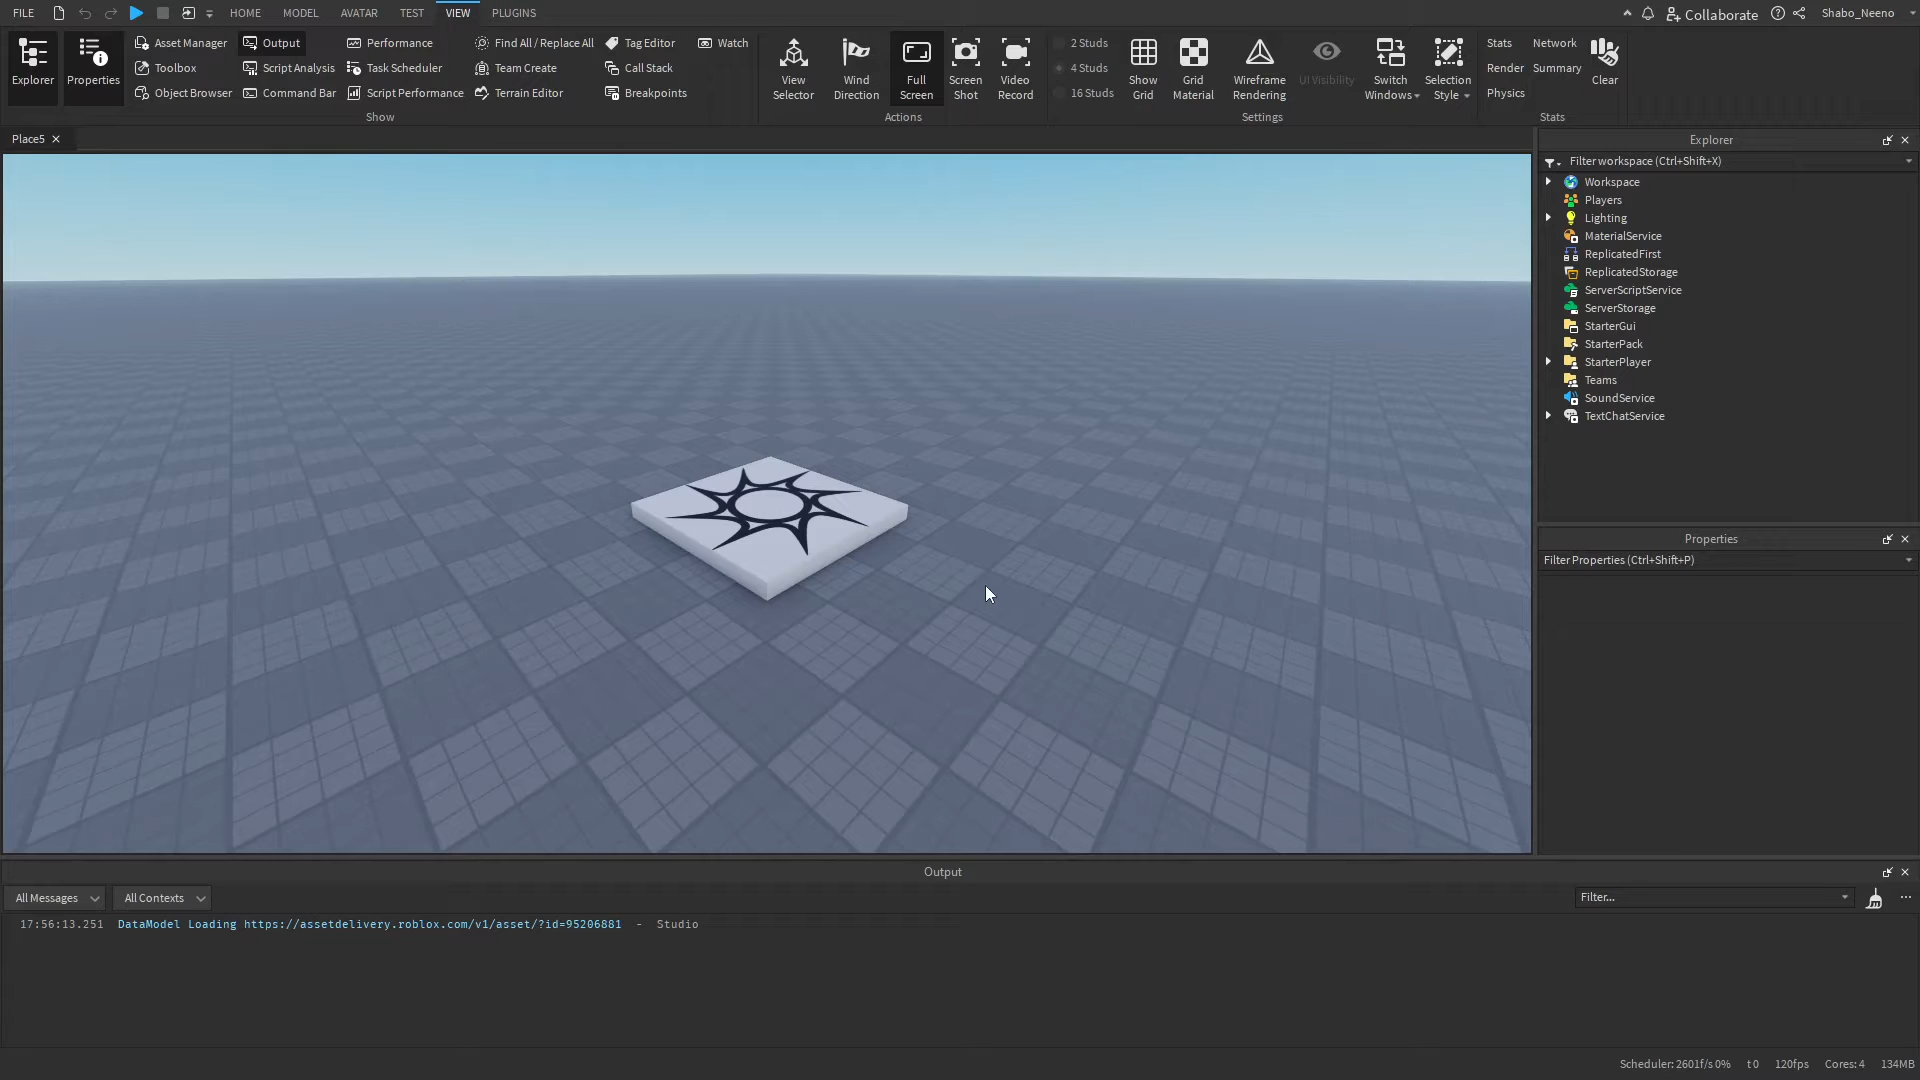 FILE HOME MODEL AVATAR TEST VIEW PLUGINS Collaborate Shabo_Neeno
Explorer
Properties
Asset Manager
Toolbox
Object Browser
Output
Script Analysis
Command Bar
Performance
Task Scheduler
Script Performance
Find All / Replace All
Team Create
Terrain Editor
Tag Editor
Call Stack
Breakpoints
Watch
Show
View
Selector
Wind
Direction
Full
Screen
Screen
Shot
Video
Record
Actions
2 Studs
4 Studs
16 Studs
Show
Grid
Grid
Material
Wireframe
Rendering
UI Visibility
Switch
Windows
Selection
Style
Settings
Stats
Render
Physics
Network
Summary
Clear
Stats
Place5
Explorer
Filter workspace (Ctrl+Shift+X)
Workspace
Players
Lighting
MaterialService
ReplicatedFirst
ReplicatedStorage
ServerScriptService
ServerStorage
StarterGui
StarterPack
StarterPlayer
Teams
SoundService
TextChatService
Properties
Filter Properties (Ctrl+Shift+P)
Output
All Messages All Contexts Filter...
17:56:13.251 DataModel Loading https://assetdelivery.roblox.com/v1/asset/?id=95206881 - Studio
Scheduler: 2601f/s 0% t 0 120fps Cores: 4 134MB